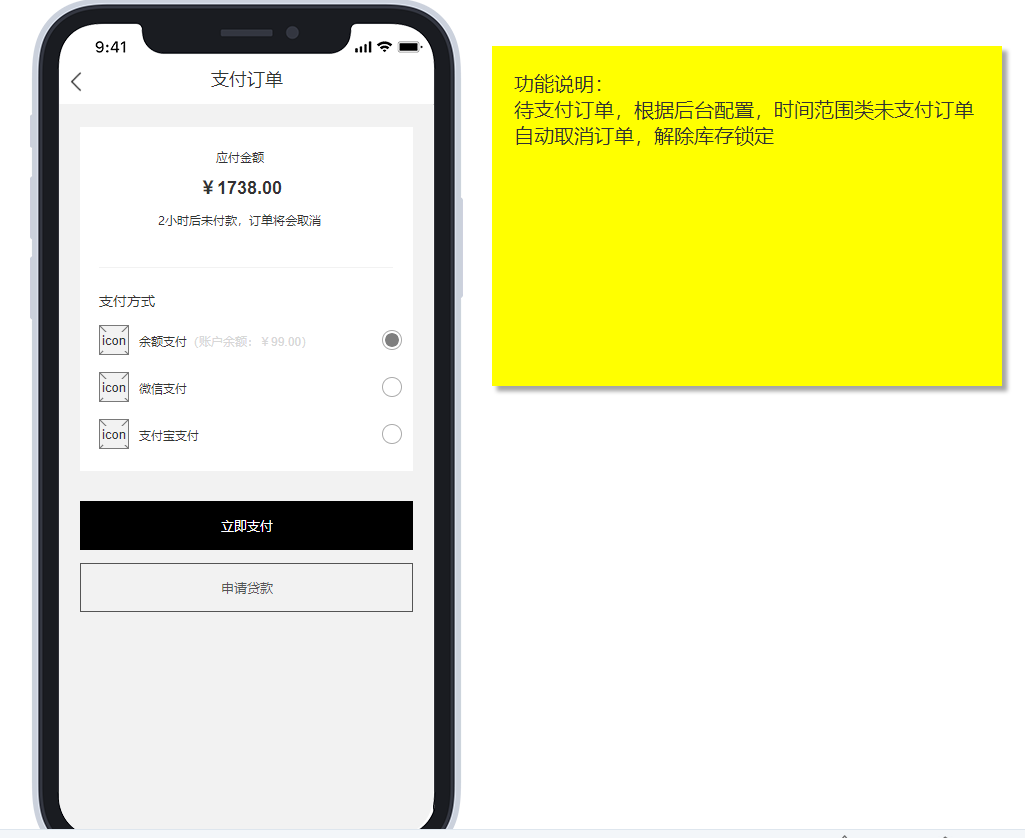 9:41
支付订单
应付金额
￥1738.00
2小时后未付款，订单将会取消
支付方式
icon 余额支付（账户余额：￥99.00）
icon 微信支付
icon 支付宝支付
立即支付
申请贷款
功能说明：
待支付订单，根据后台配置，时间范围类未支付订单
自动取消订单，解除库存锁定